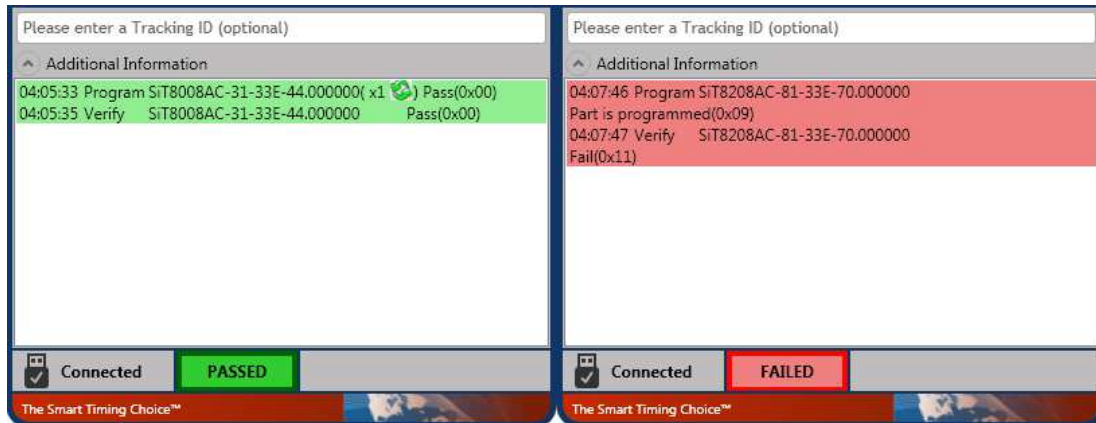 Please enter a Tracking ID (optional)
Additional Information
04:05:33 Program SiT8008AC-31-33E-44.000000( x1 ) Pass(0x00)
04:05:35 Verify SiT8008AC-31-33E-44.000000 Pass(0x00)
Connected PASSED
The Smart Timing Choice™
Please enter a Tracking ID (optional)
Additional Information
04:07:46 Program SiT8208AC-81-33E-70.000000
Part is programmed(0x09)
04:07:47 Verify SiT8208AC-81-33E-70.000000
Fail(0x11)
Connected FAILED
The Smart Timing Choice™